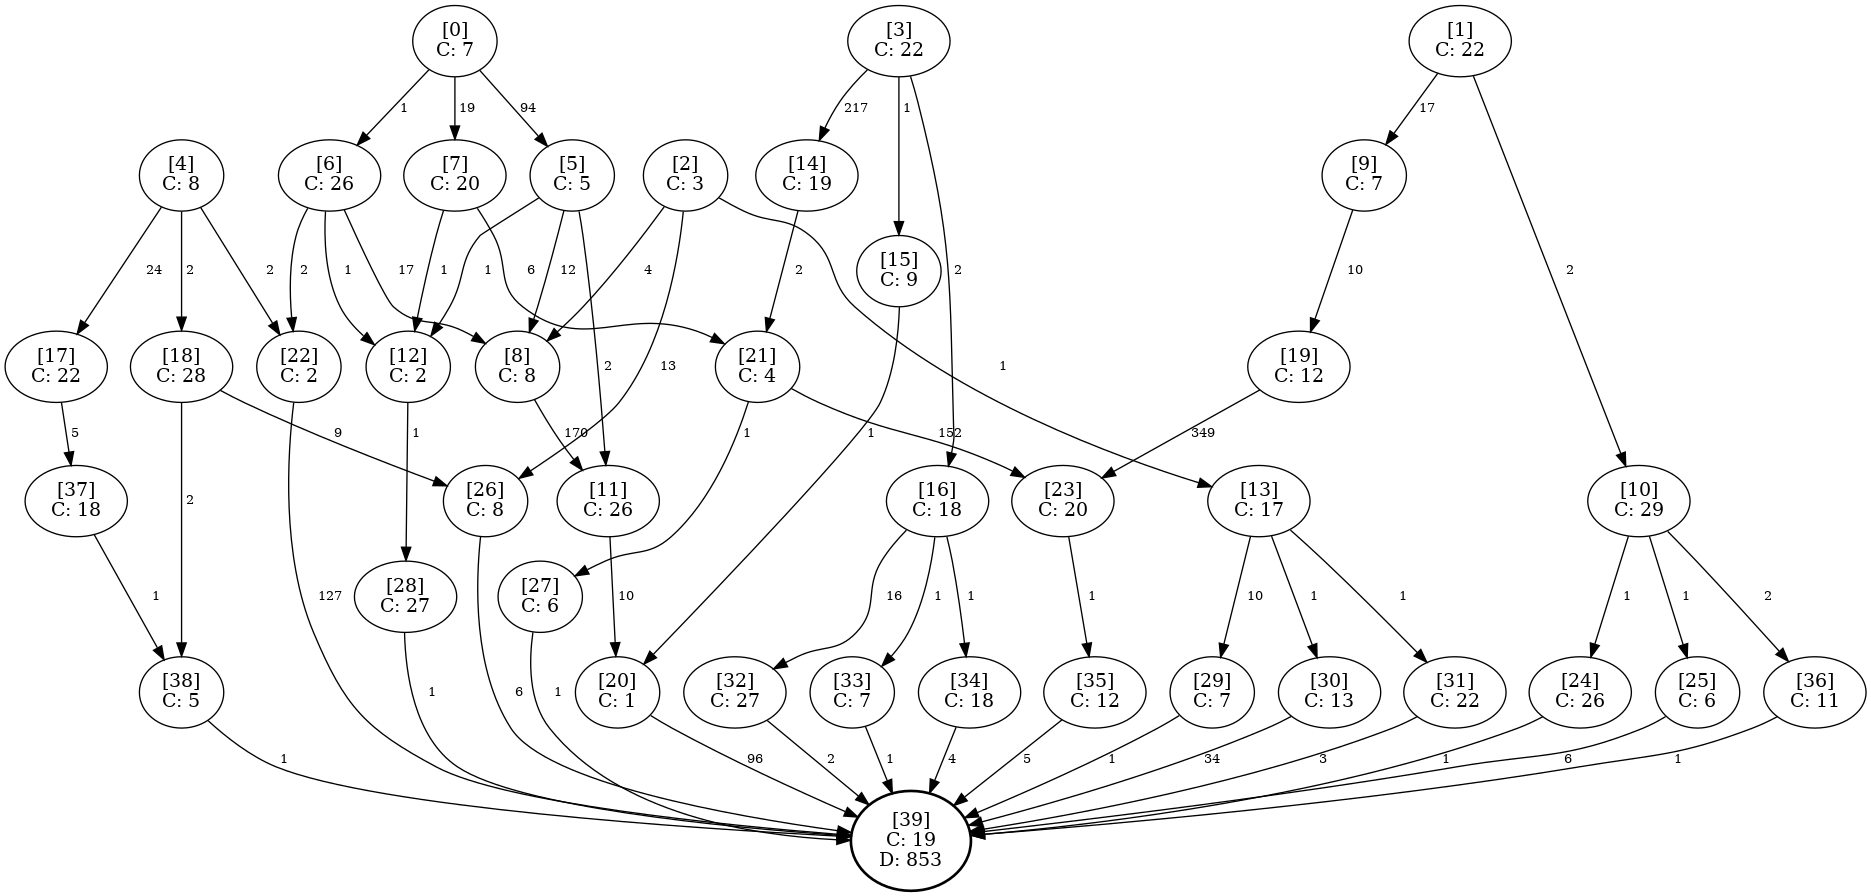 [0]
C: 7
[3]
C: 22
[1]
C: 22
1
19
94
217
1
17
[4]
C: 8
[6]
C: 26
[7]
C: 20
[5]
C: 5
[2]
C: 3
[14]
C: 19
[9]
C: 7
24
2
2
2
1
17
1
6
1
12
2
4
13
1
2
[15]
C: 9
2
10
2
[17]
C: 22
[18]
C: 28
[22]
C: 2
[12]
C: 2
[8]
C: 8
[21]
C: 4
[19]
C: 12
5
2
9
127
1
170
1
152
1
349
[37]
C: 18
[26]
C: 8
[11]
C: 26
[16]
C: 18
[23]
C: 20
[13]
C: 17
[10]
C: 29
1
[28]
C: 27
[27]
C: 6
10
16
1
1
1
10
1
1
1
1
2
[38]
C: 5
1
6
1
[20]
C: 1
[32]
C: 27
[33]
C: 7
[34]
C: 18
[35]
C: 12
[29]
C: 7
[30]
C: 13
[31]
C: 22
[24]
C: 26
[25]
C: 6
[36]
C: 11
1
96
2
1
4
5
1
34
3
1
6
1
[39]
C: 19
D: 853